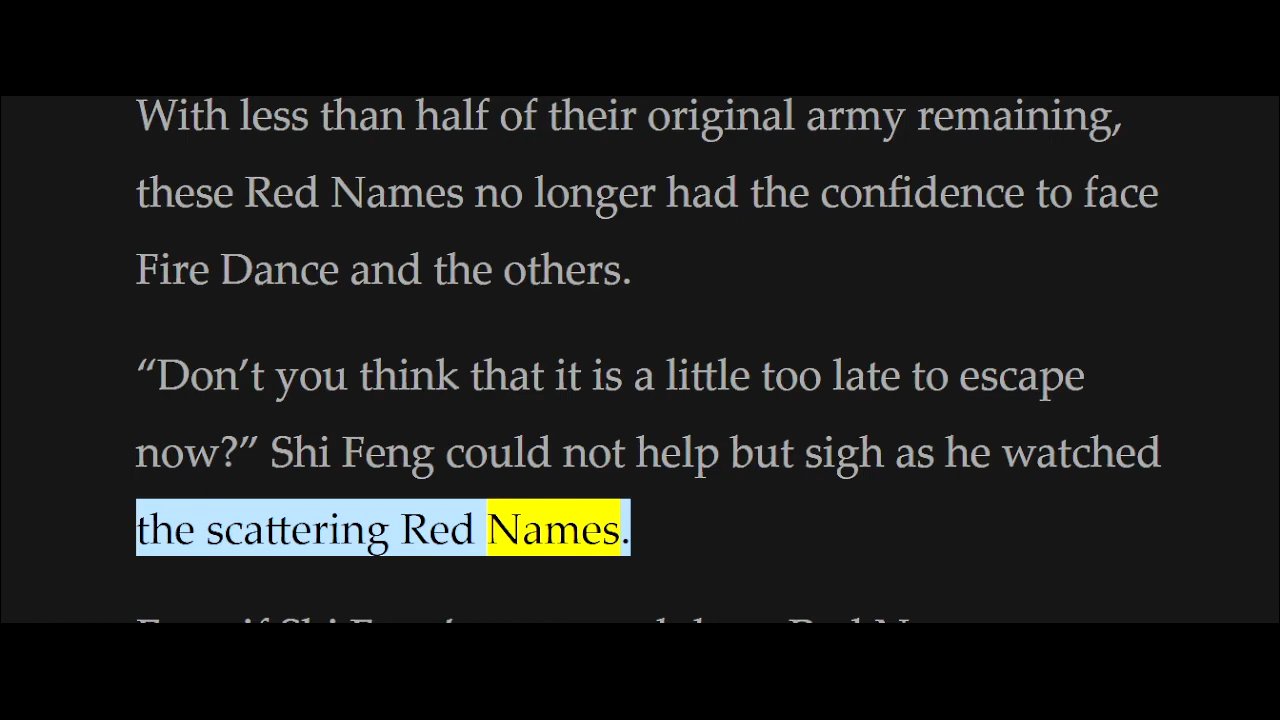 With less than half of their original army remaining,
these Red Names no longer had the confidence to face
Fire Dance and the others.
“Don’t you think that it is a little too late to escape
now?” Shi Feng could not help but sigh as he watched
the scattering Red Names.